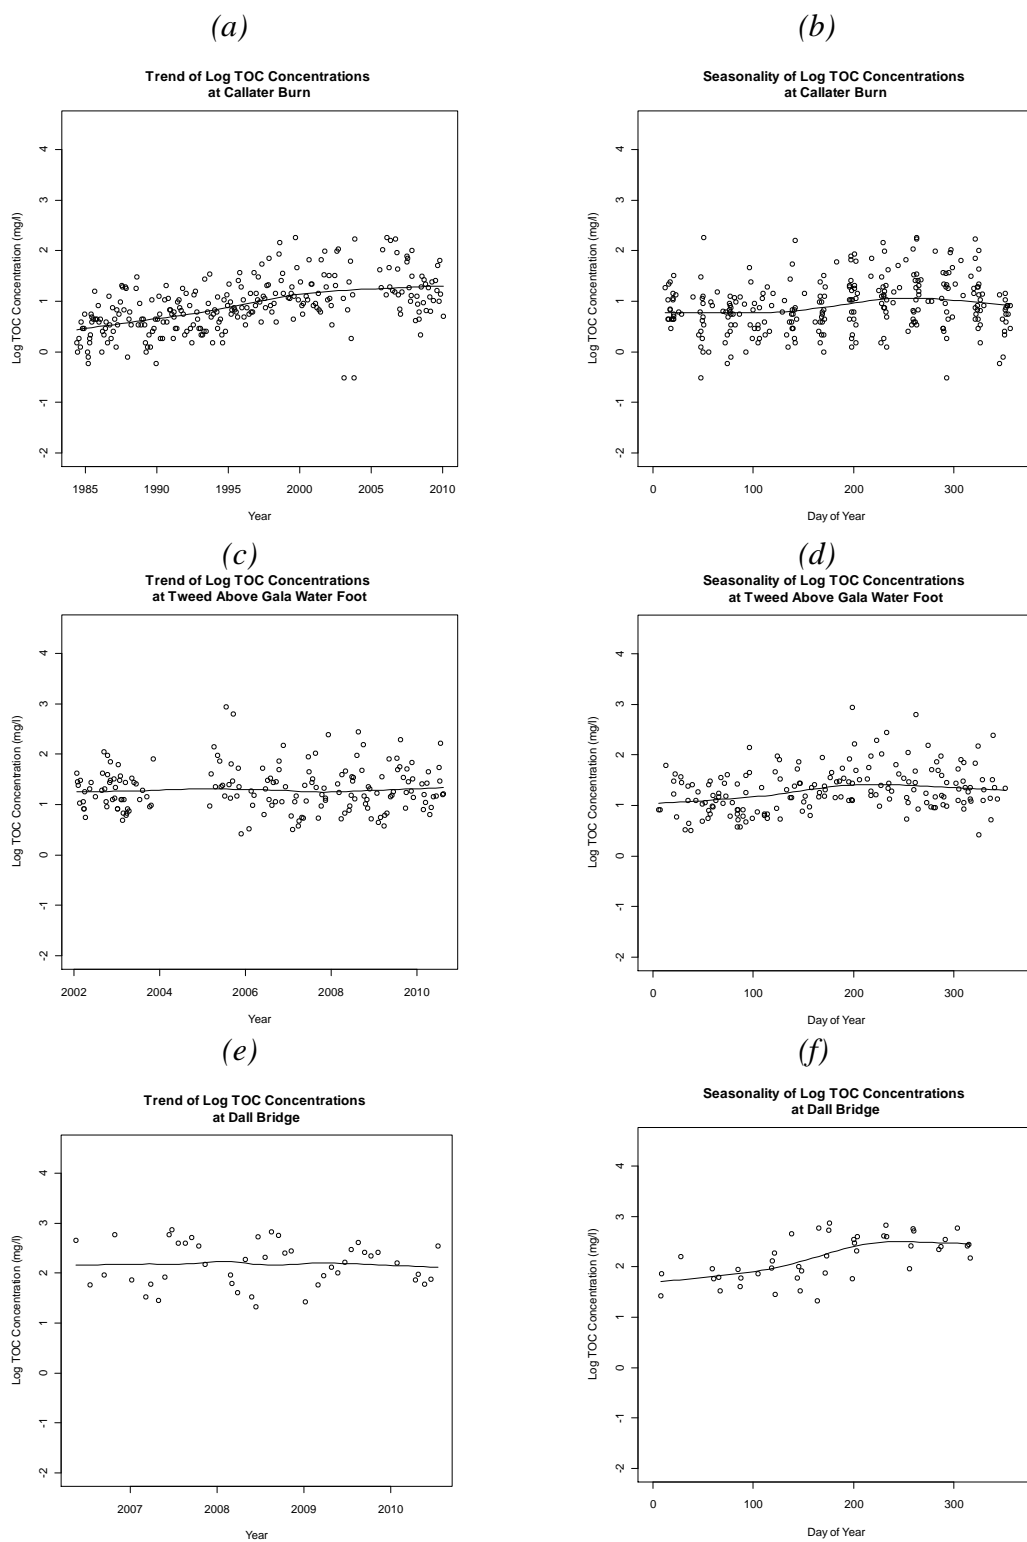 (a)
Trend of Log TOC Concentrations
at Callater Burn
Log TOC Concentration (mg/l)
4
3
2
1
0
-1
-2
1985 1990 1995 2000 2005 2010
Year
(b)
Seasonality of Log TOC Concentrations
at Callater Burn
Log TOC Concentration (mg/l)
4
3
2
1
0
-1
-2
0 100 200 300
Day of Year
(c)
Trend of Log TOC Concentrations
at Tweed Above Gala Water Foot
Log TOC Concentration (mg/l)
4
3
2
1
0
-1
-2
2002 2004 2006 2008 2010
Year
(d)
Seasonality of Log TOC Concentrations
at Tweed Above Gala Water Foot
Log TOC Concentration (mg/l)
4
3
2
1
0
-1
-2
0 100 200 300
Day of Year
(e)
Trend of Log TOC Concentrations
at Dall Bridge
Log TOC Concentration (mg/l)
4
3
2
1
0
-1
-2
2007 2008 2009 2010
Year
(f)
Seasonality of Log TOC Concentrations
at Dall Bridge
Log TOC Concentration (mg/l)
4
3
2
1
0
-1
-2
0 100 200 300
Day of Year